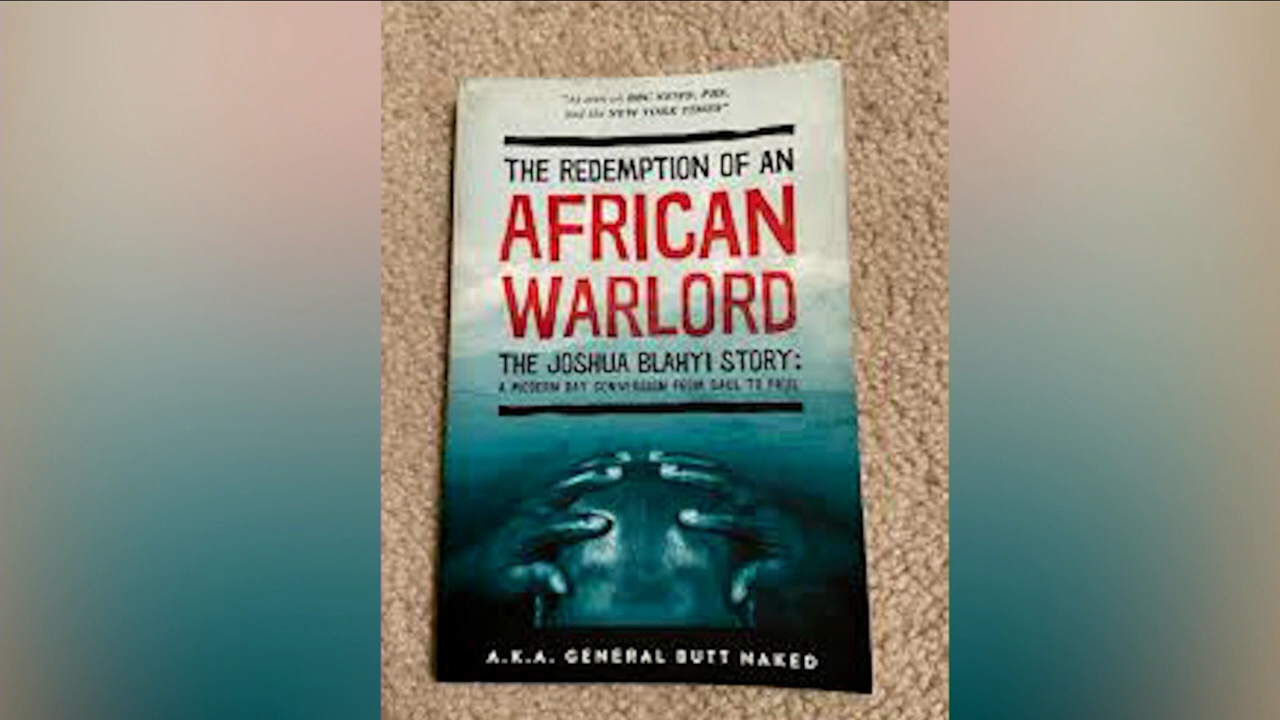 "As seen on BBC NEWS, PBS,
and the NEW YORK TIMES"
THE REDEMPTION OF AN
AFRICAN
WARLORD
THE JOSHUA BLAHYI STORY:
A MODERN DAY CONVERSION FROM SAUL TO PAUL
A.K.A. GENERAL BUTT NAKED